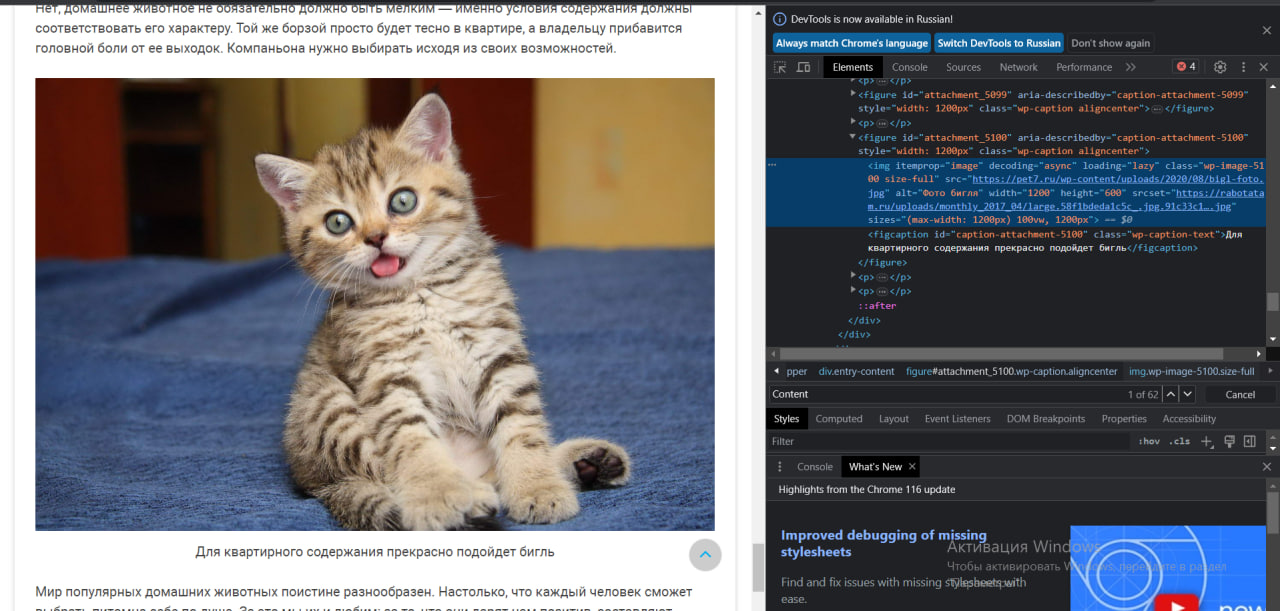 Нет, домашнее животное не обязательно должно быть мелким — именно условия содержания должны
соответствовать его характеру. Той же борзой просто будет тесно в квартире, а владельцу прибавится
головной боли от ее выходок. Компаньона нужно выбирать исходя из своих возможностей.
Для квартирного содержания прекрасно подойдет бигль
Мир популярных домашних животных поистине разнообразен. Настолько, что каждый человек сможет
DevTools is now available in Russian!
Always match Chrome's language Switch DevTools to Russian Don't show again
Elements Console Sources Network Performance 4
<p>…</p>
<figure id="attachment_5099" aria-describedby="caption-attachment-5099"
style="width: 1200px" class="wp-caption aligncenter">…</figure>
<p>…</p>
<figure id="attachment_5100" aria-describedby="caption-attachment-5100"
style="width: 1200px" class="wp-caption aligncenter">
<img itemprop="image" decoding="async" loading="lazy" class="wp-image-51
00 size-full" src="https://pet7.ru/wp-content/uploads/2020/08/bigl-foto.
jpg" alt="Фото бигля" width="1200" height="600" srcset="https://rabotata
m.ru/uploads/monthly_2017_04/large.58f1bdeda1c5c_.jpg.91c33c1….jpg"
sizes="(max-width: 1200px) 100vw, 1200px"> == $0
<figcaption id="caption-attachment-5100" class="wp-caption-text">Для
квартирного содержания прекрасно подойдет бигль</figcaption>
</figure>
<p>…</p>
<p>…</p>
::after
</div>
</div>
pper div.entry-content figure#attachment_5100.wp-caption.aligncenter img.wp-image-5100.size-full
Content 1 of 62 Cancel
Styles Computed Layout Event Listeners DOM Breakpoints Properties Accessibility
Filter :hov .cls
Console What's New
Highlights from the Chrome 116 update
Improved debugging of missing
stylesheets
Активация Windows
Чтобы активировать Windows, перейдите в раздел
Find and fix issues with missing stylesheets with
ease.
new